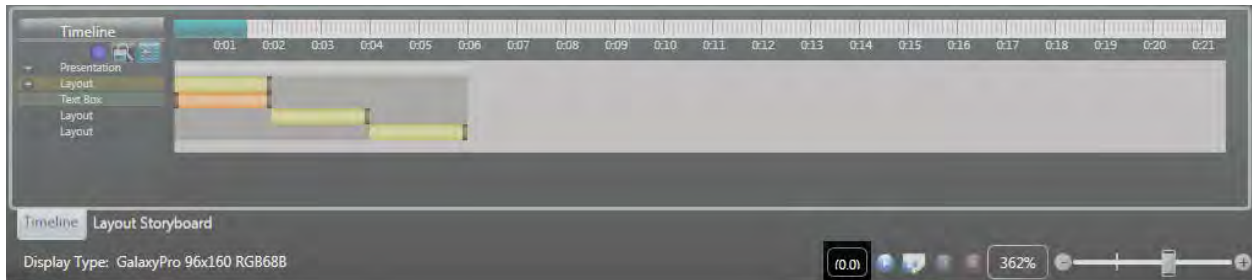 Timeline
0:01 0:02 0:03 0:04 0:05 0:06 0:07 0:08 0:09 0:10 0:11 0:12 0:13 0:14 0:15 0:16 0:17 0:18 0:19 0:20 0:21
Presentation
Layout
Text Box
Layout
Layout
Timeline Layout Storyboard
Display Type: GalaxyPro 96x160 RGB68B (0.0) 362%